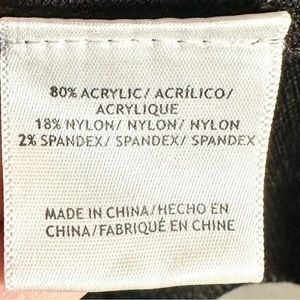 80% ACRYLIC/ ACRÍLICO/
ACRYLIQUE
18% NYLON/ NYLON/ NYLON
2% SPANDEX/ SPANDEX/ SPANDEX
MADE IN CHINA/HECHO EN
CHINA/FABRIQUÉ EN CHINE